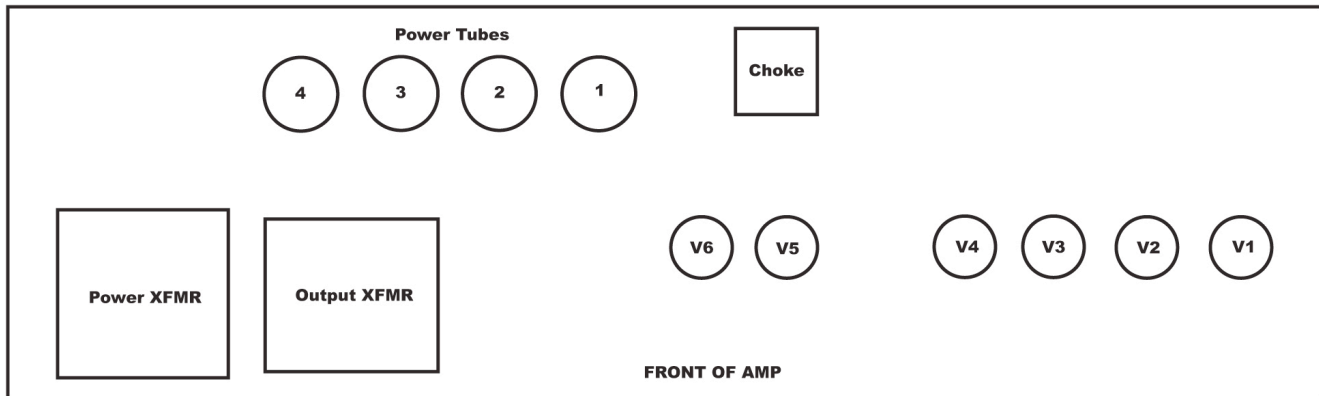 Power Tubes
4 3 2 1
Choke
V6 V5 V4 V3 V2 V1
Power XFMR
Output XFMR
FRONT OF AMP